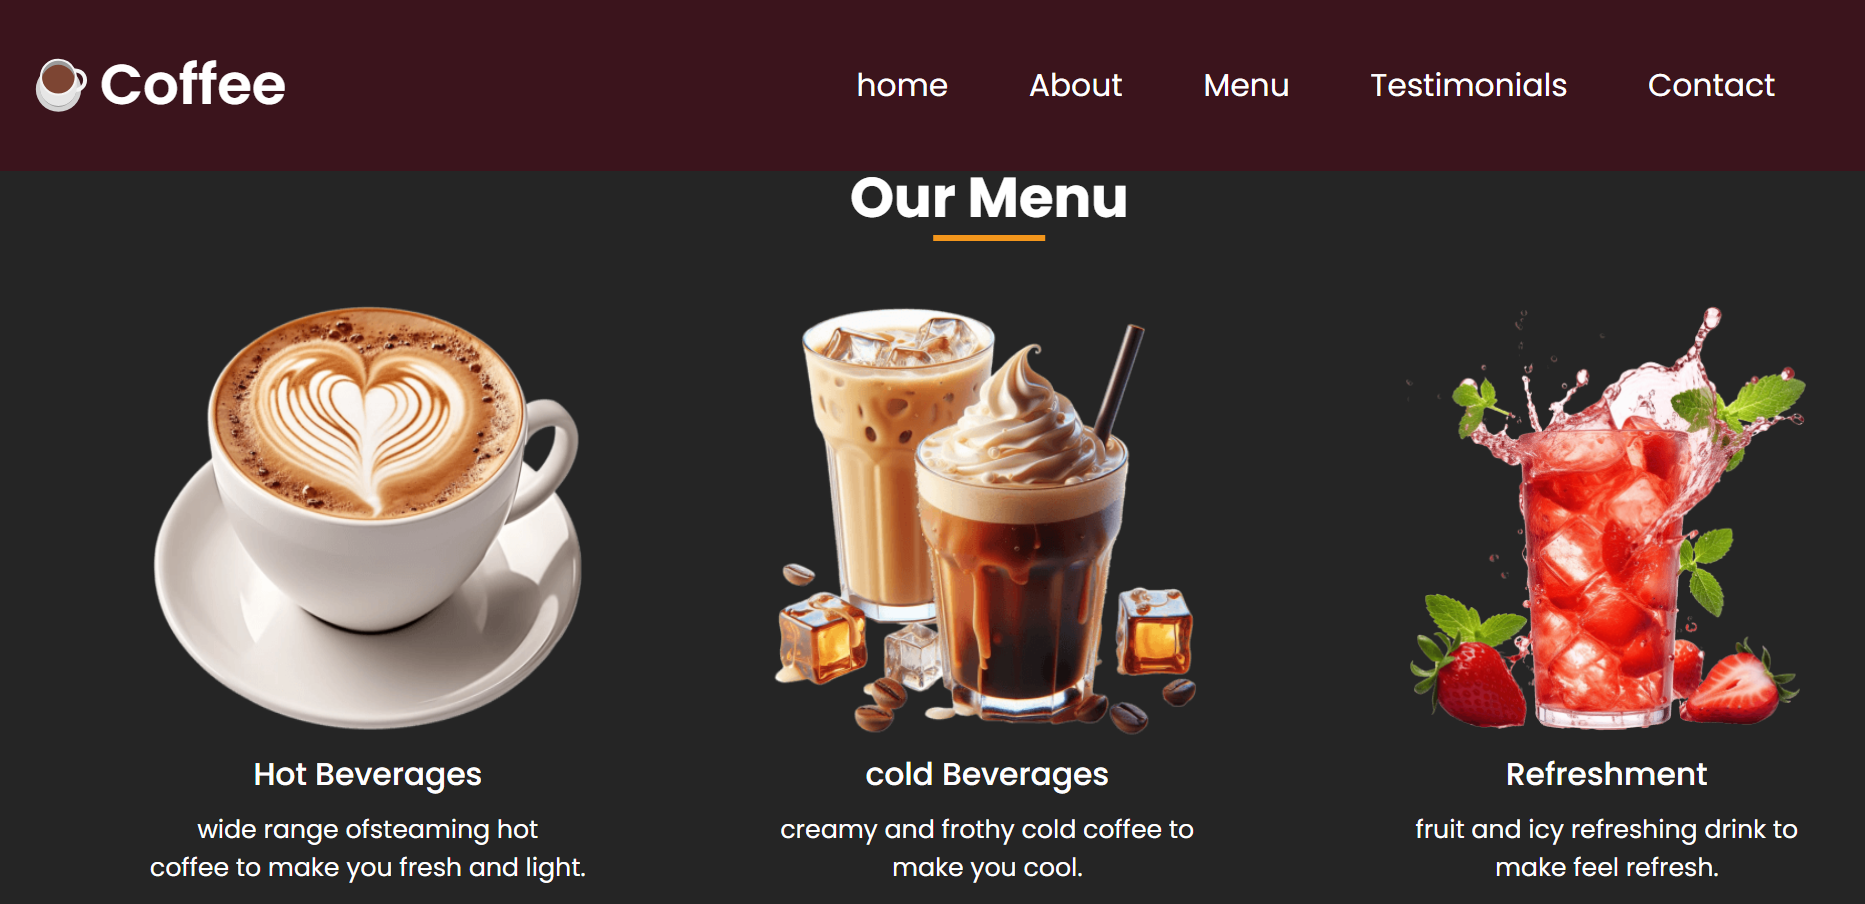 Coffee
home About Menu Testimonials Contact
Our Menu
Hot Beverages
wide range ofsteaming hot
coffee to make you fresh and light.
cold Beverages
creamy and frothy cold coffee to
make you cool.
Refreshment
fruit and icy refreshing drink to
make feel refresh.